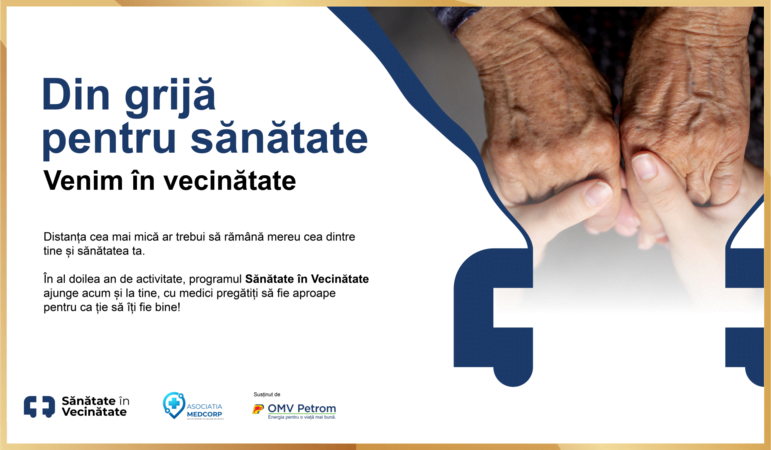 Din grijă
pentru sănătate
Venim în vecinătate
Distanța cea mai mică ar trebui să rămână mereu cea dintre
tine și sănătatea ta.
În al doilea an de activitate, programul Sănătate în Vecinătate
ajunge acum și la tine, cu medici pregătiți să fie aproape
pentru ca ție să îți fie bine!
Sănătate în
Vecinătate
ASOCIATIA
MEDCORP
Susținut de
OMV Petrom
Energia pentru o viață mai bună.